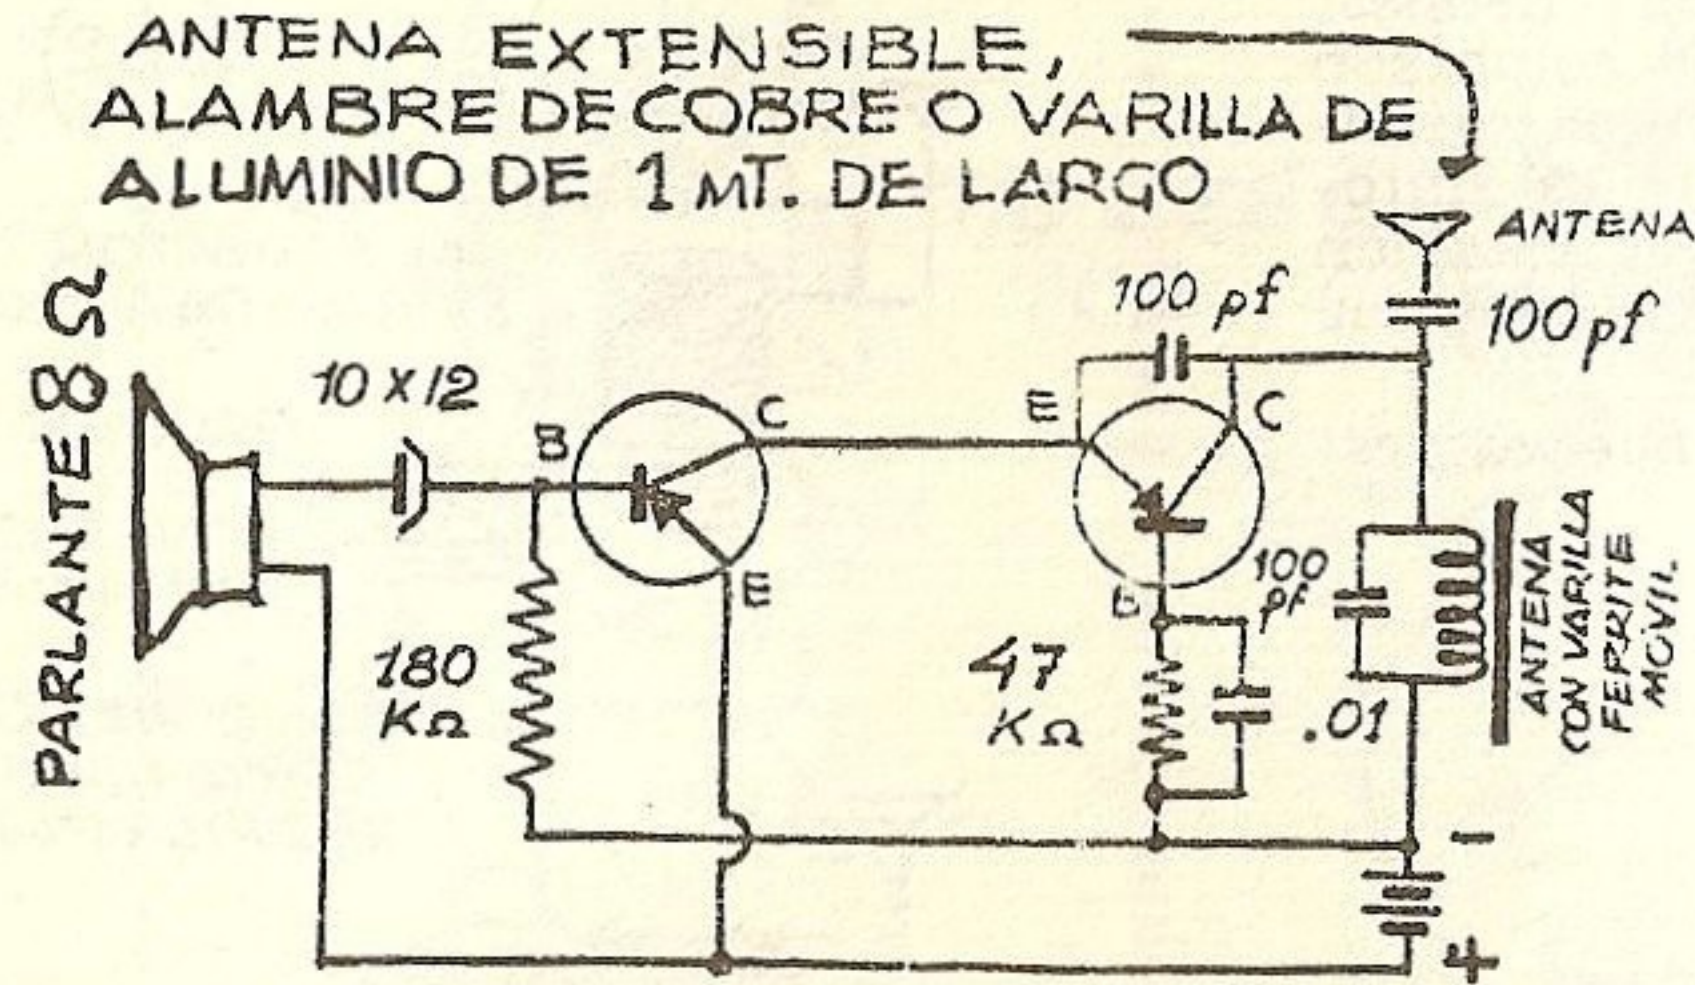 ANTENA EXTENSIBLE,
ALAMBRE DE COBRE O VARILLA DE
ALUMINIO DE 1 MT. DE LARGO
ANTENA
100 pf
100 pf
PARLANTE 8 Ω
10 X 12
B
C
E
E
C
B
100
pf
180
KΩ
47
KΩ
.01
ANTENA
CON VARILLA
FERRITE
MÓVIL
-
+